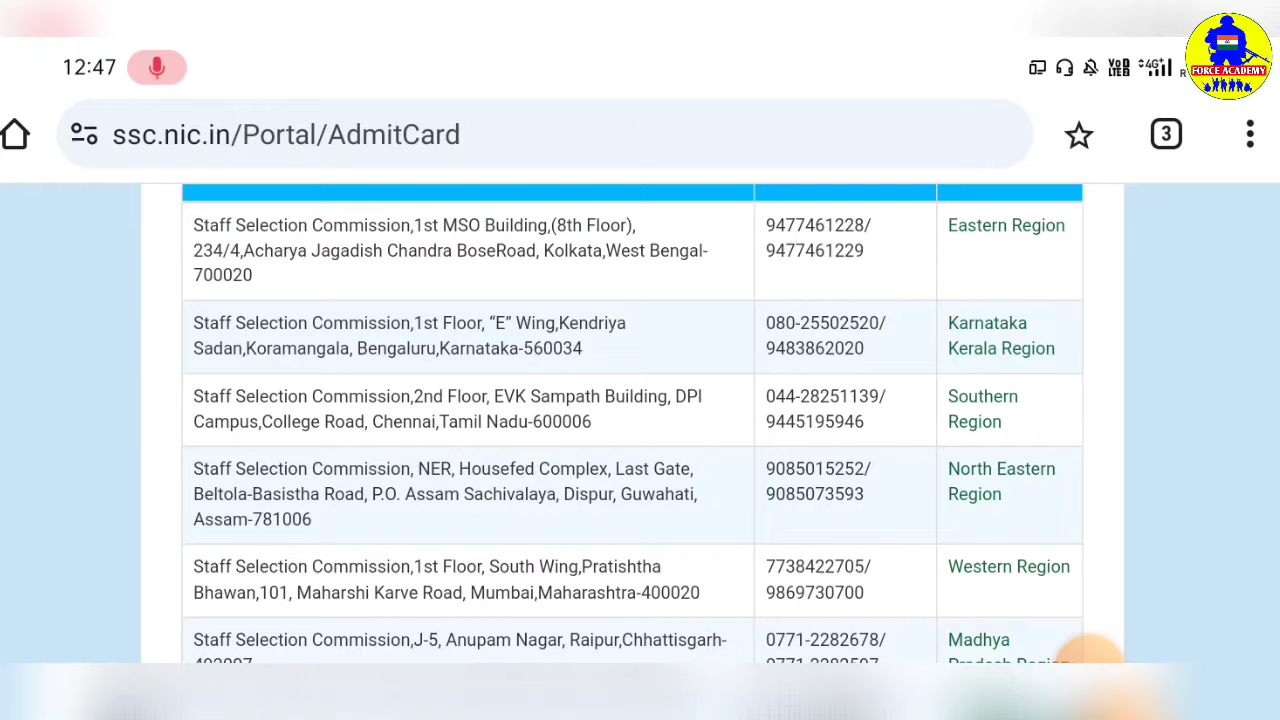 12:47
VoD
LTE 2
4G+
R
FORCE ACADEMY
ssc.nic.in/Portal/AdmitCard
3
Staff Selection Commission,1st MSO Building,(8th Floor),
234/4,Acharya Jagadish Chandra BoseRoad, Kolkata,West Bengal-
700020
9477461228/
9477461229
Eastern Region
Staff Selection Commission,1st Floor, “E” Wing,Kendriya
Sadan,Koramangala, Bengaluru,Karnataka-560034
080-25502520/
9483862020
Karnataka
Kerala Region
Staff Selection Commission,2nd Floor, EVK Sampath Building, DPI
Campus,College Road, Chennai,Tamil Nadu-600006
044-28251139/
9445195946
Southern
Region
Staff Selection Commission, NER, Housefed Complex, Last Gate,
Beltola-Basistha Road, P.O. Assam Sachivalaya, Dispur, Guwahati,
Assam-781006
9085015252/
9085073593
North Eastern
Region
Staff Selection Commission,1st Floor, South Wing,Pratishtha
Bhawan,101, Maharshi Karve Road, Mumbai,Maharashtra-400020
7738422705/
9869730700
Western Region
Staff Selection Commission,J-5, Anupam Nagar, Raipur,Chhattisgarh-
0771-2282678/
Madhya
Pradesh Region